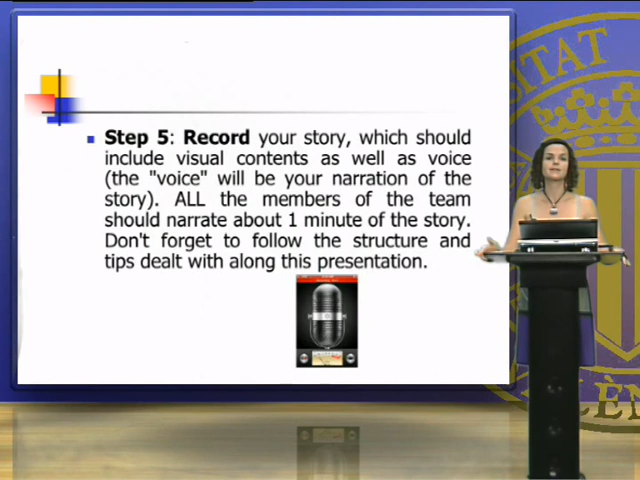 SITAT
Step 5: Record your story, which should
include visual contents as well as voice
(the "voice" will be your narration of the
story). ALL the members of the team
should narrate about 1 minute of the story.
Don't forget to follow the structure and
tips dealt with along this presentation.
LÈN